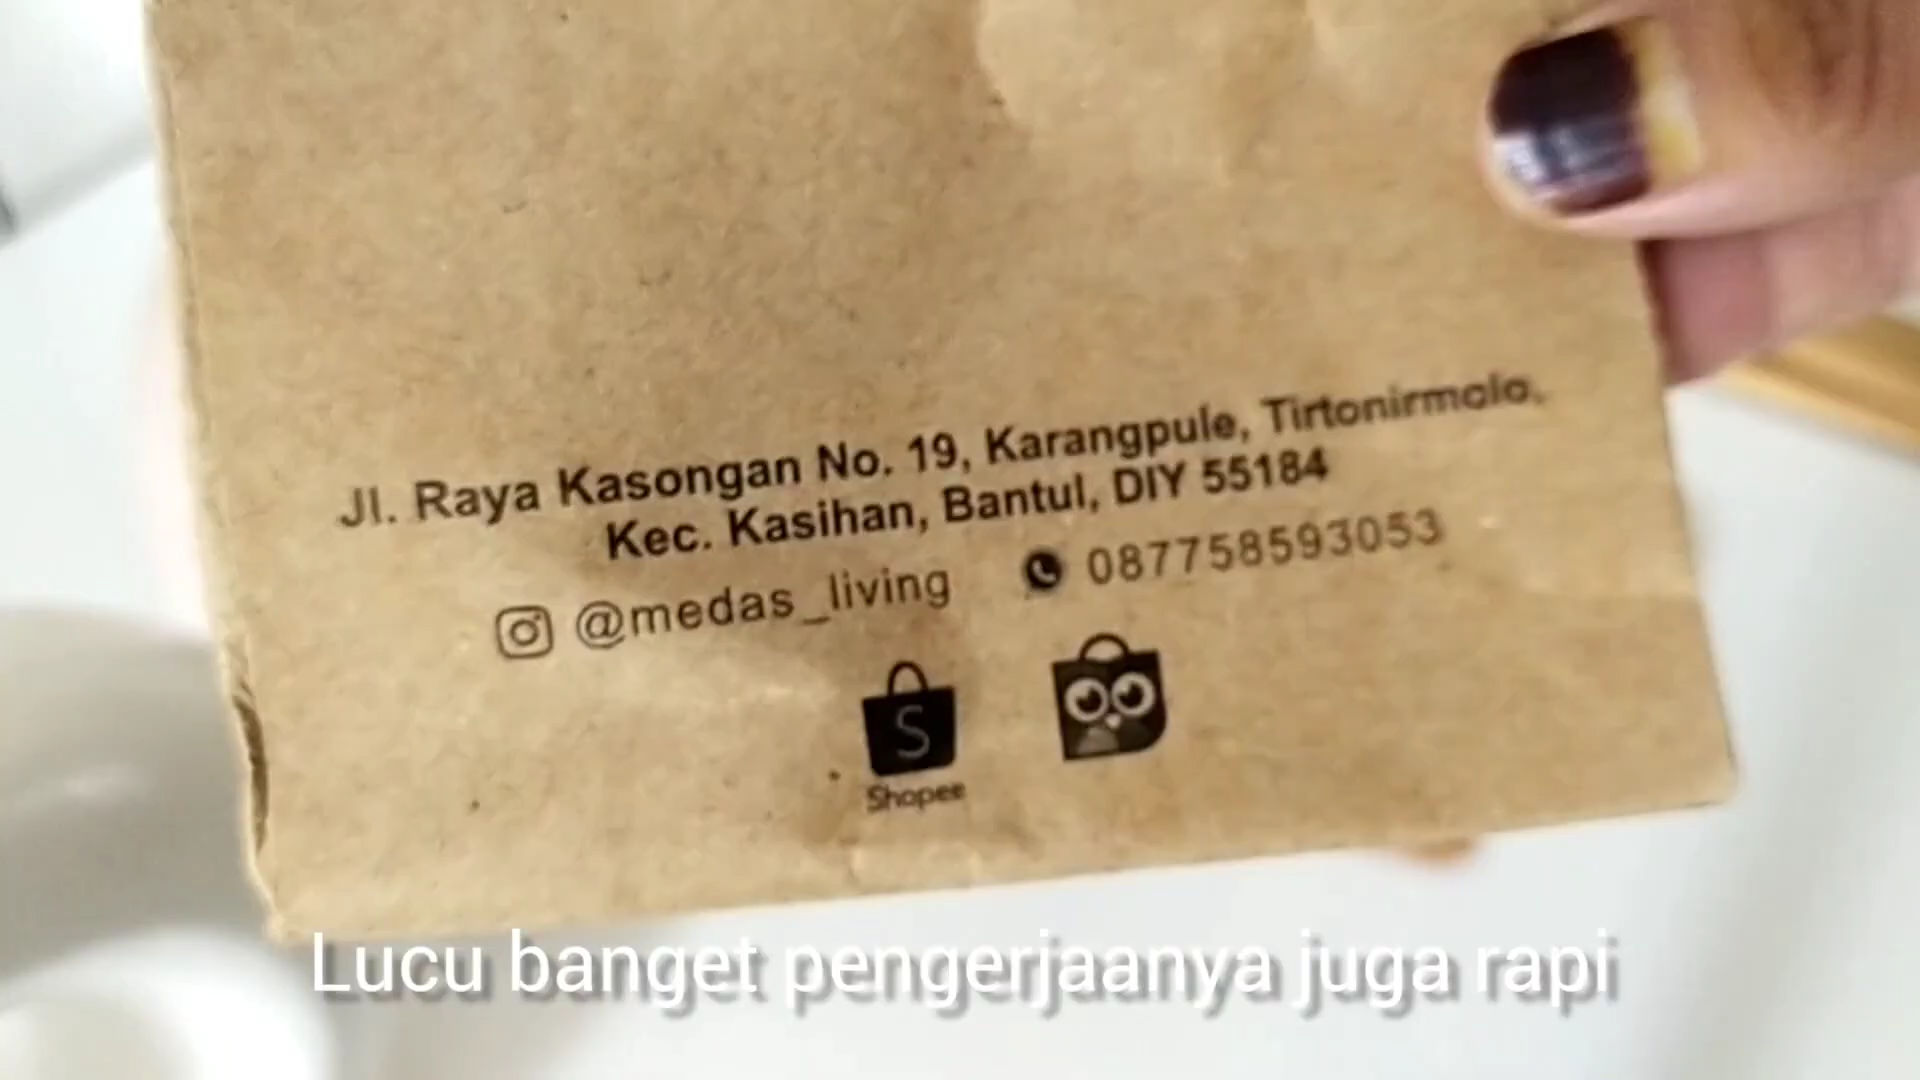 Jl. Raya Kasongan No. 19, Karangpule, Tirtonirmolo,
Kec. Kasihan, Bantul, DIY 55184
@medas_living 087758593053
S
Shopee
Lucu banget pengerjaanya juga rapi